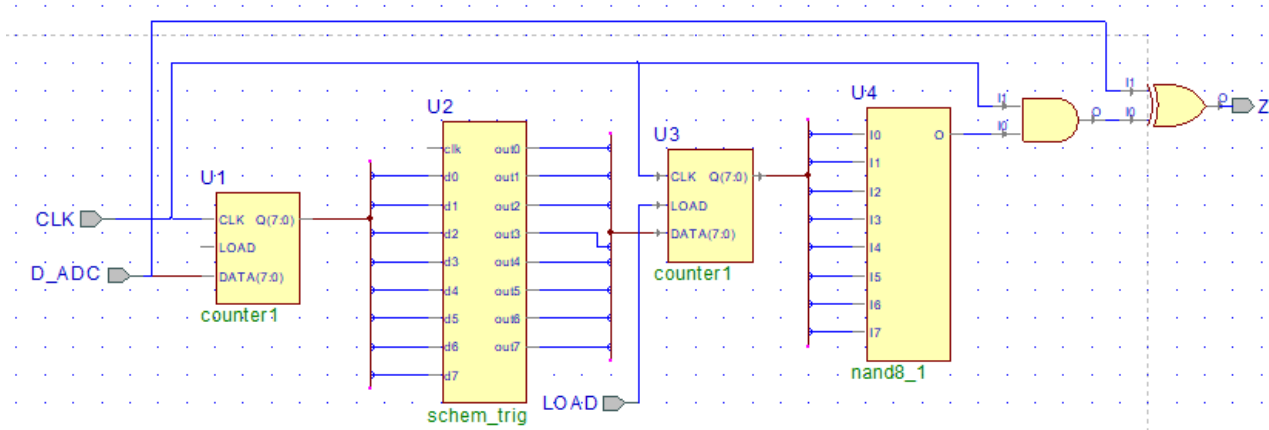 CLK
D_ADC
U1
CLK Q(7:0)
LOAD
DATA(7:0)
counter1
U2
clk out0
d0 out1
d1 out2
d2 out3
d3 out4
d4 out5
d5 out6
d6 out7
d7
schem_trig
LOAD
U3
CLK Q(7:0)
LOAD
DATA(7:0)
counter1
U4
I0 O
I1
I2
I3
I4
I5
I6
I7
nand8_1
I1
I0 O
I1
I0 O
Z